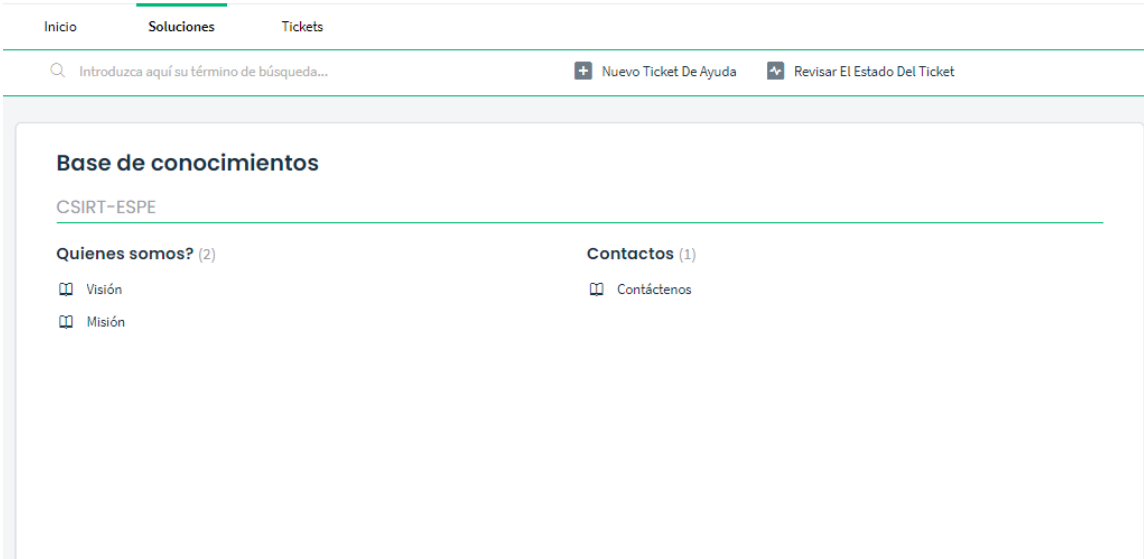 Inicio Soluciones Tickets
Introduzca aquí su término de búsqueda... Nuevo Ticket De Ayuda Revisar El Estado Del Ticket
Base de conocimientos
CSIRT-ESPE
Quienes somos? (2)
Visión
Misión
Contactos (1)
Contáctenos